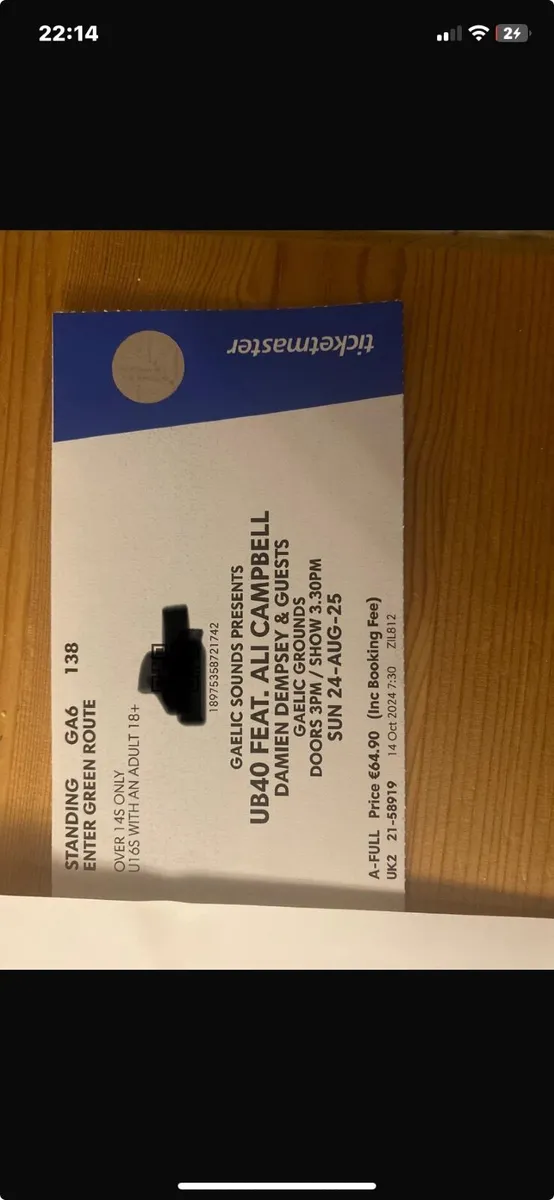 22:14
2
ticketmaster
STANDING GA6 138
ENTER GREEN ROUTE
OVER 14S ONLY
U16S WITH AN ADULT 18+
18975358721742
GAELIC SOUNDS PRESENTS
UB40 FEAT. ALI CAMPBELL
DAMIEN DEMPSEY & GUESTS
GAELIC GROUNDS
DOORS 3PM / SHOW 3.30PM
SUN 24-AUG-25
A-FULL Price €64.90 (Inc Booking Fee)
UK2 21-58919 14 Oct 2024 7:30 ZIL812